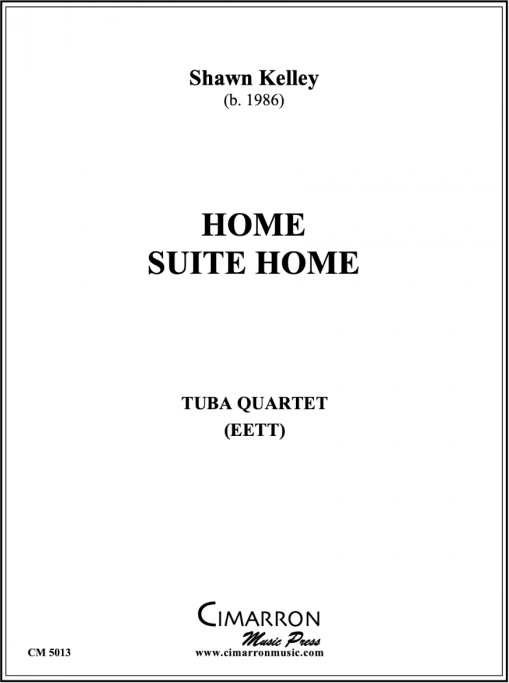 Shawn Kelley
(b. 1986)
HOME
SUITE HOME
TUBA QUARTET
(EETT)
CIMARRON
Music Press
CM 5013
www.cimarronmusic.com